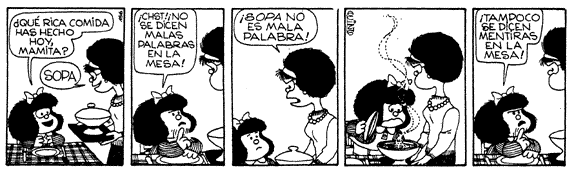 ¿QUÉ RICA COMIDA
HAS HECHO
HOY,
MAMITA?
SOPA
¡CHST! ¡NO
SE DICEN
MALAS
PALABRAS
EN LA
MESA!
¡SOPA NO
ES MALA
PALABRA!
QUINO
¡TAMPOCO
SE DICEN
MENTIRAS
EN LA
MESA!